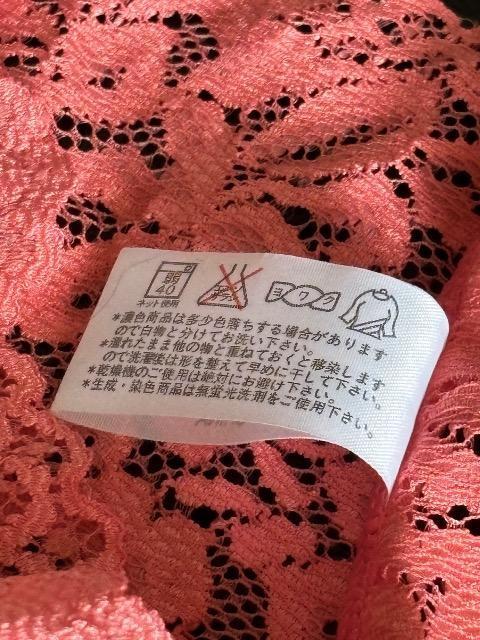 弱
40
エンソサラシ
ヨワク
ネット使用
*濃色商品は多少色落ちする場合があります
ので白物と分けてお洗い下さい。
*濡れたまま他の物と重ねておくと移染します
ので洗濯後は形を整えて早めに干して下さい。
*乾燥機のご使用は絶対にお避け下さい。
*生成・染色商品は無蛍光洗剤をご使用下さい。